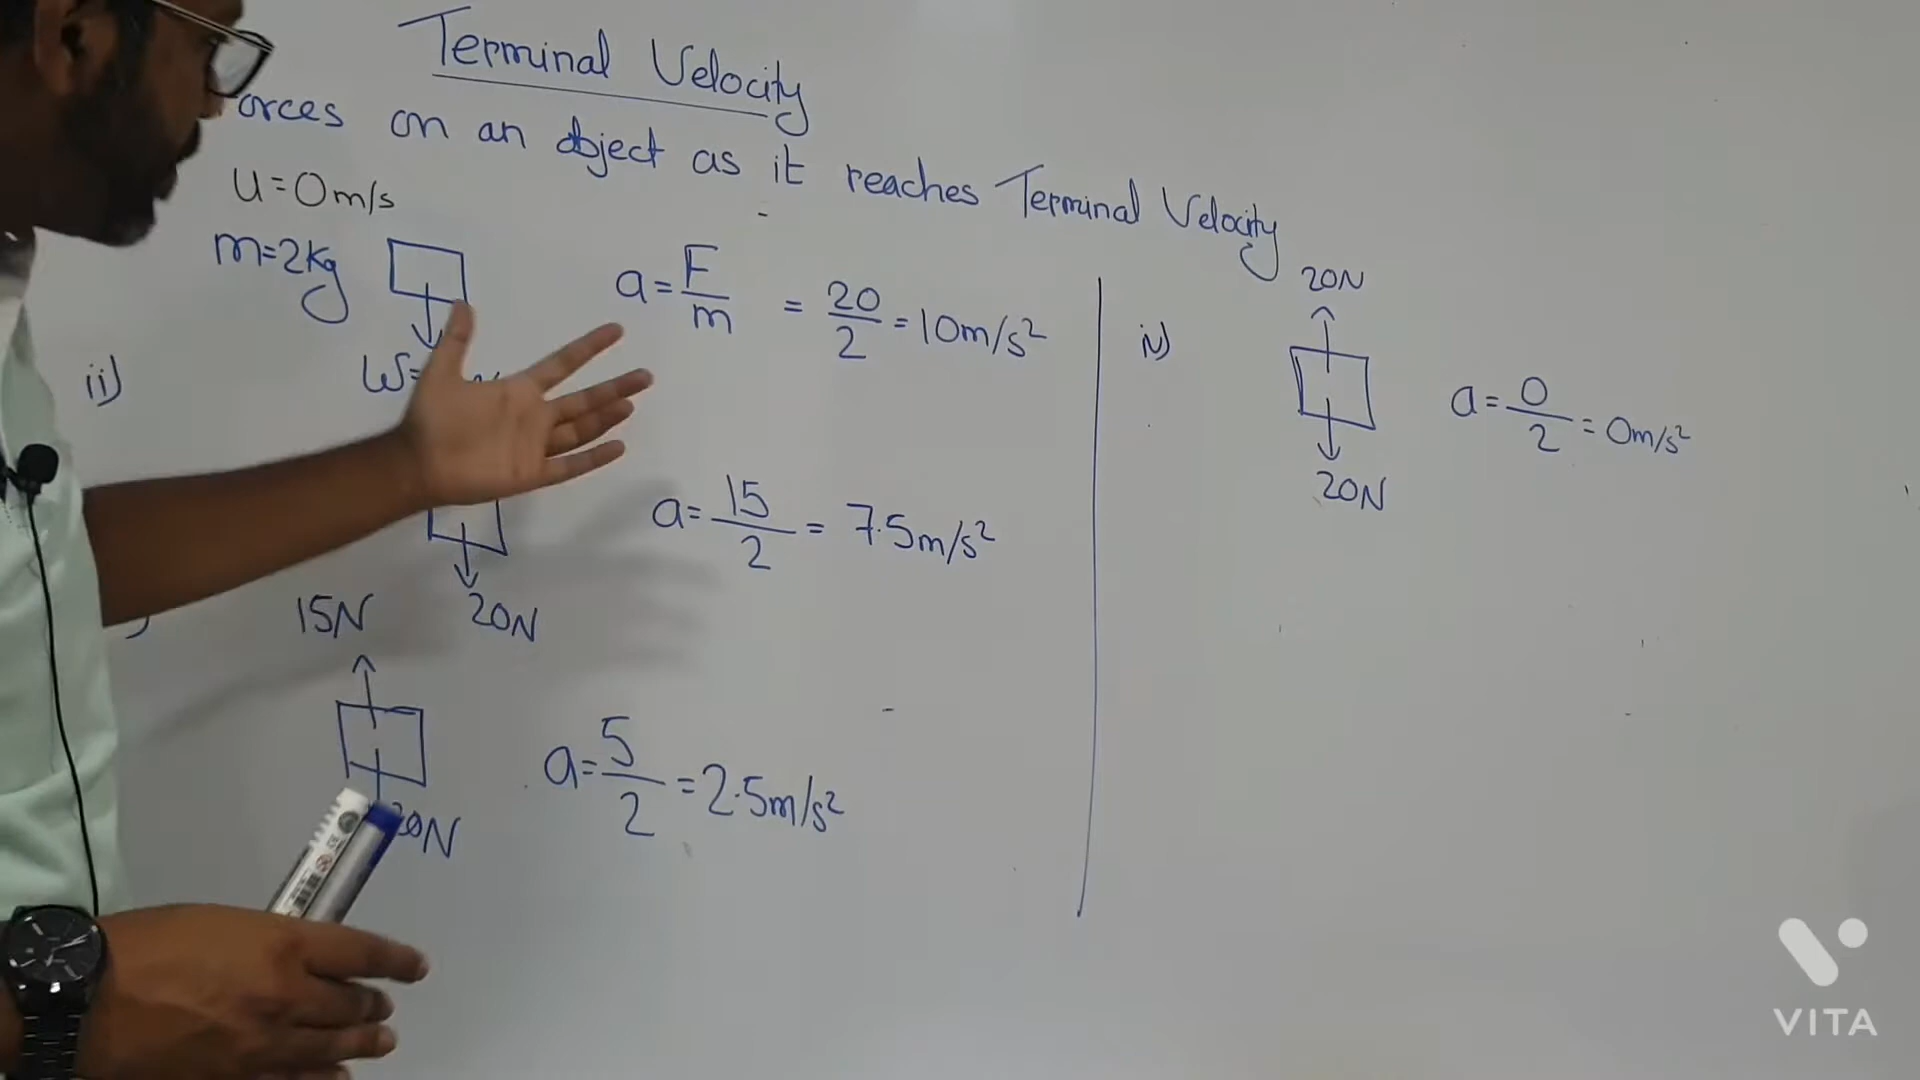 Terminal Velocity
orces on an object as it reaches Terminal Velocity
u=0m/s
m=2kg
W=
a=F/m = 20/2 = 10m/s²
ii)
a=15/2 = 7.5m/s²
20N
15N
20N
a=5/2 = 2.5m/s²
iv)
20N
20N
a=0/2 = 0m/s²
VITA